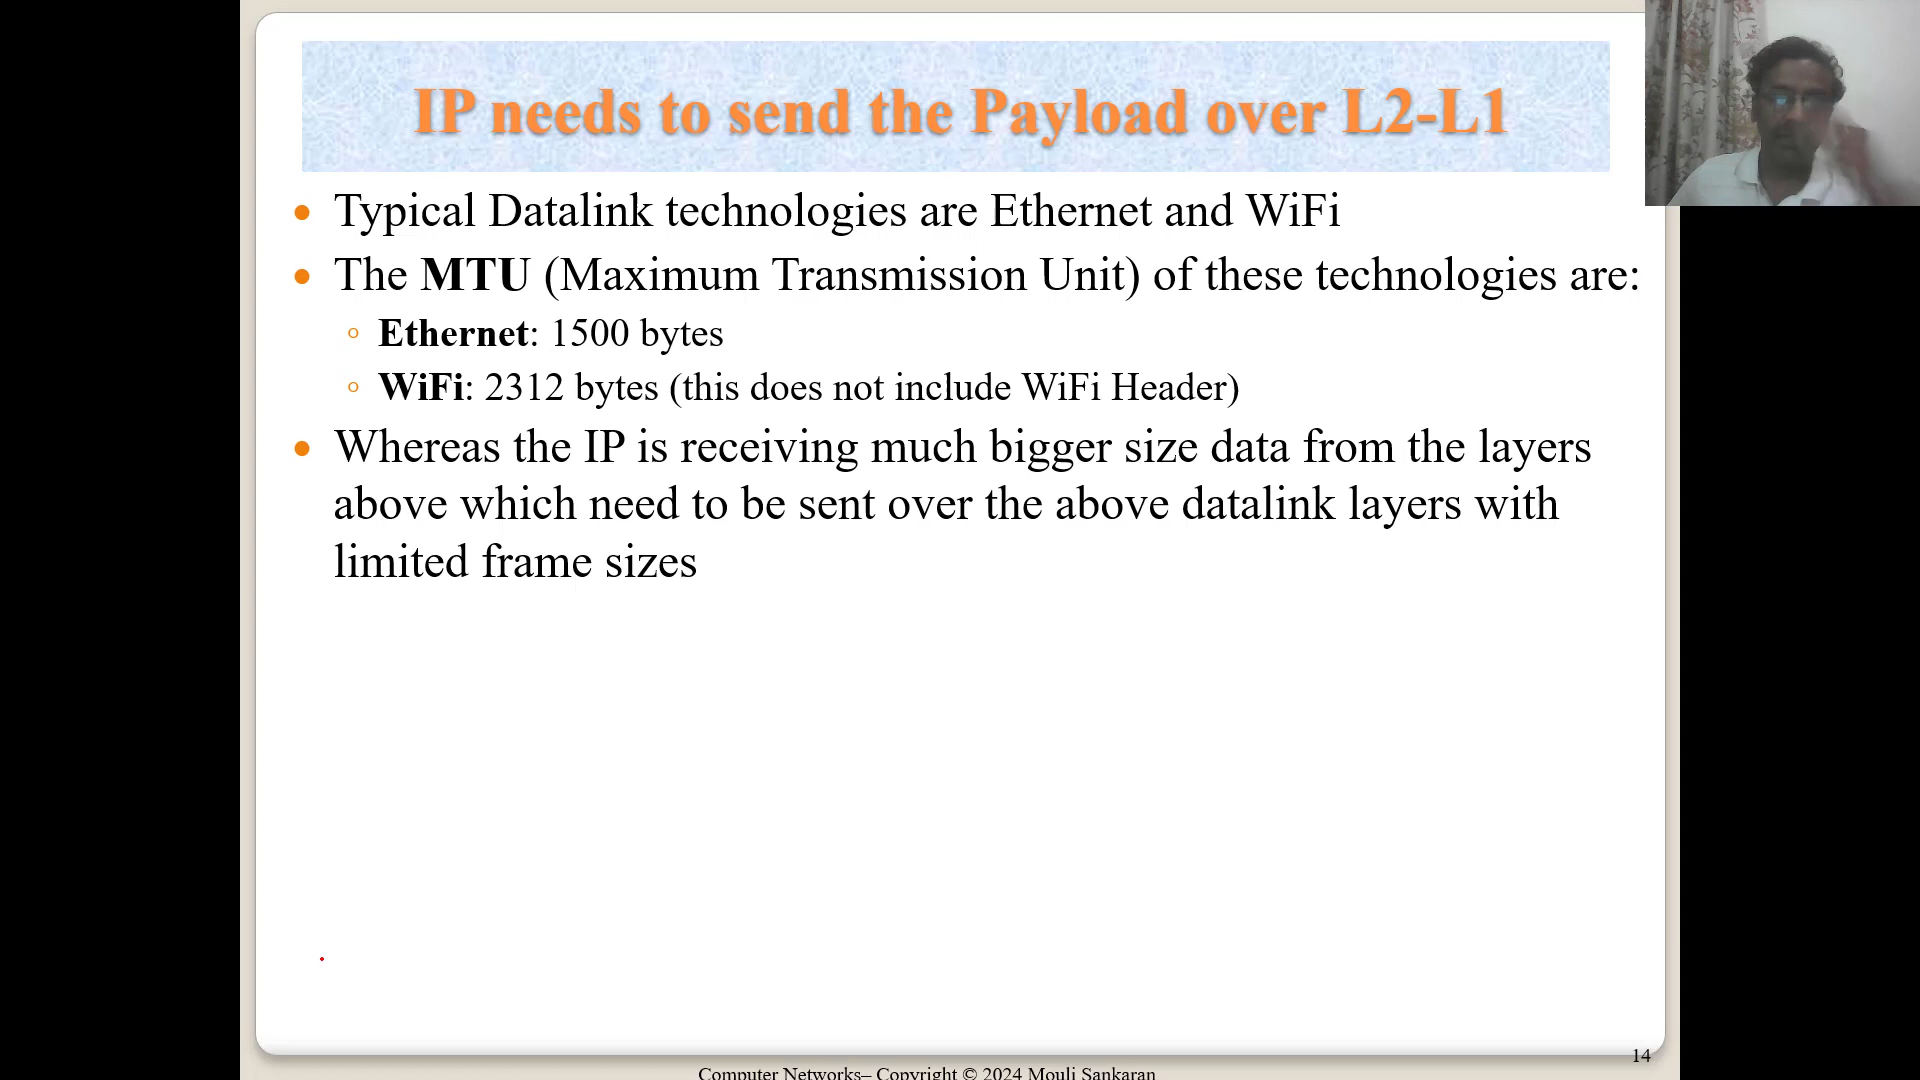 IP needs to send the Payload over L2-L1
Typical Datalink technologies are Ethernet and WiFi
The MTU (Maximum Transmission Unit) of these technologies are:
Ethernet: 1500 bytes
WiFi: 2312 bytes (this does not include WiFi Header)
Whereas the IP is receiving much bigger size data from the layers
above which need to be sent over the above datalink layers with
limited frame sizes
14
Computer Networks– Copyright © 2024 Mouli Sankaran